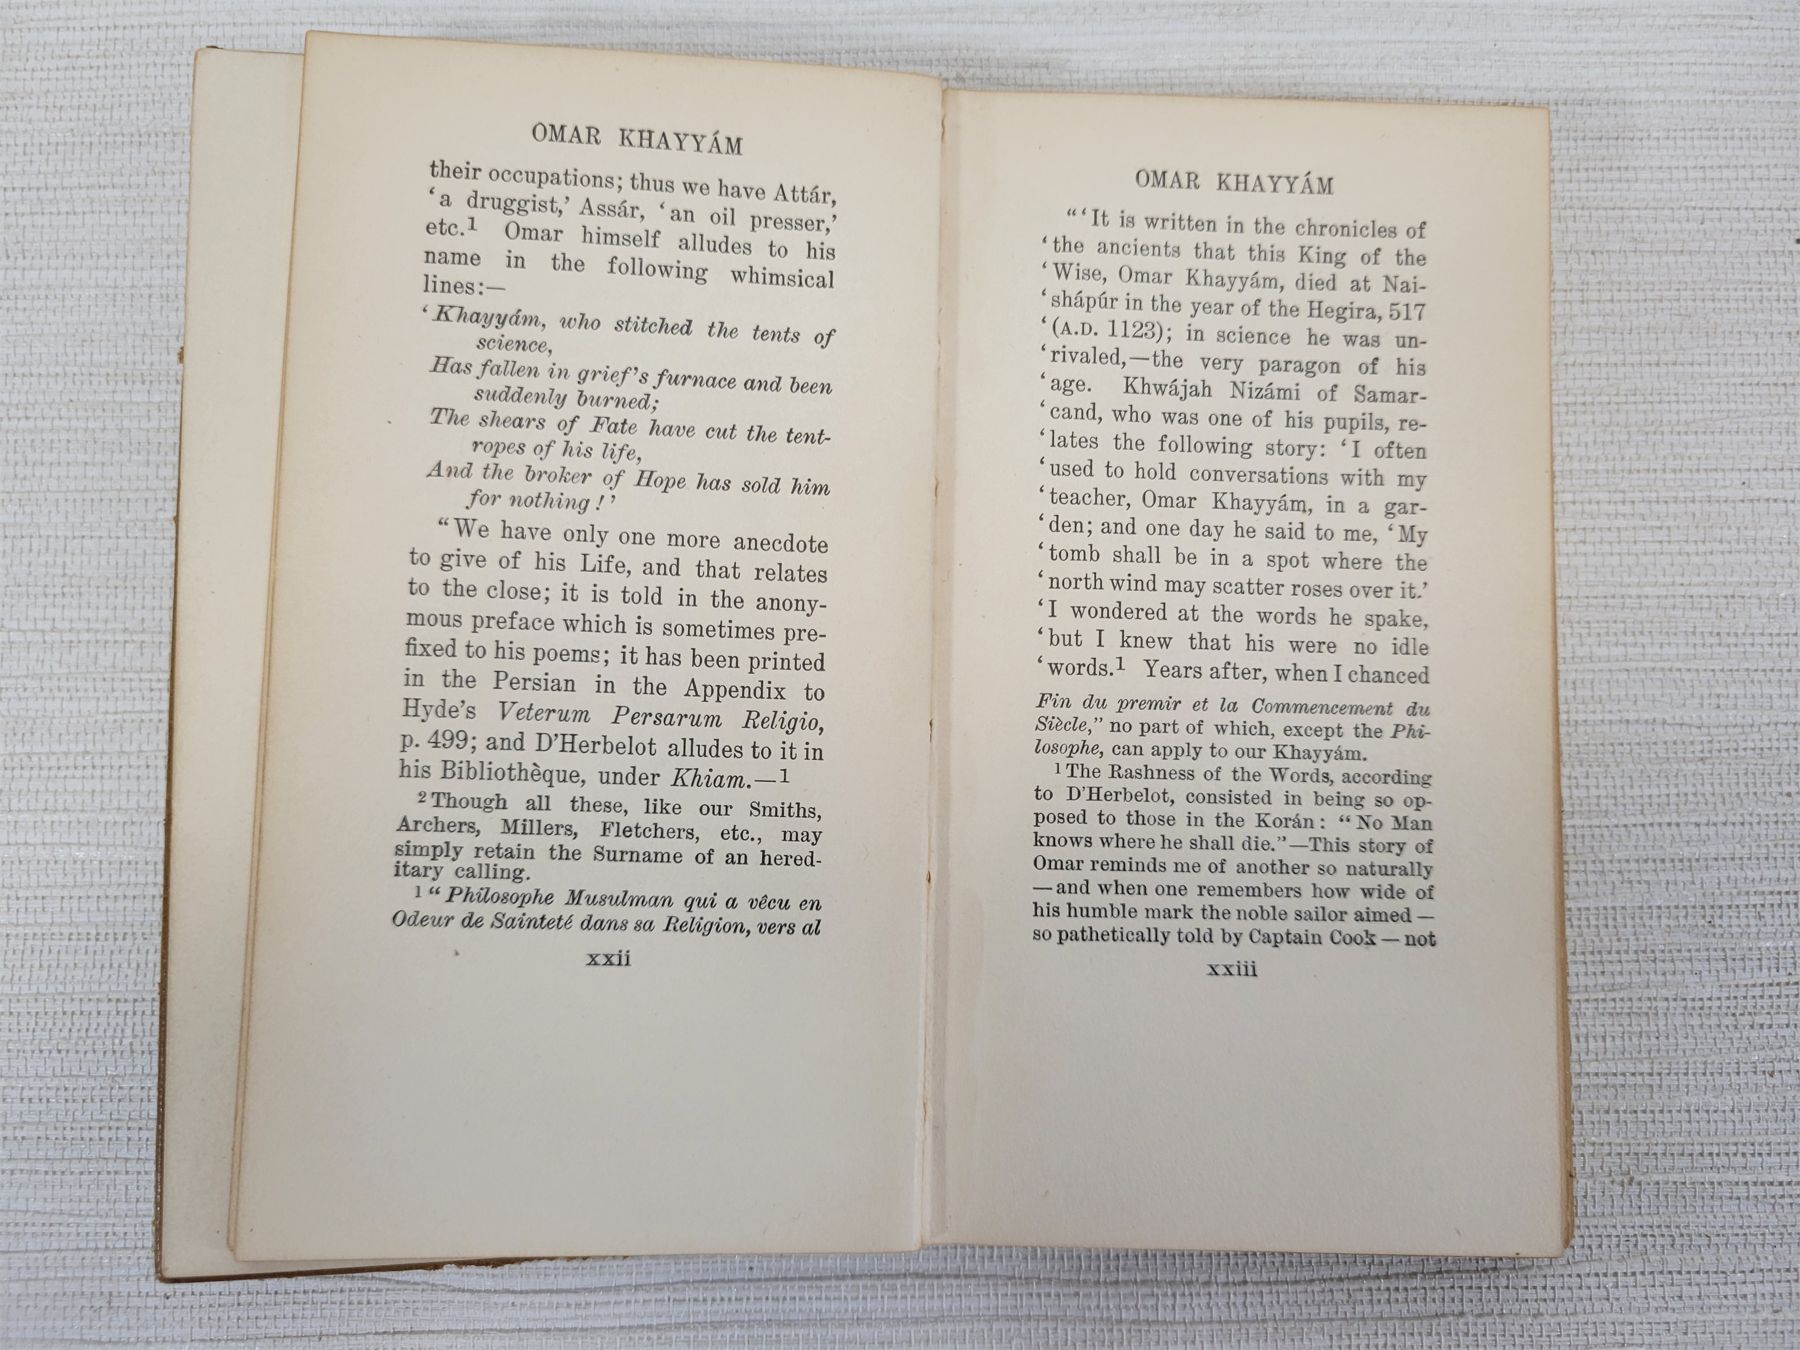 OMAR KHAYYÁM
their occupations; thus we have Attár,
‘a druggist,’ Assár, ‘an oil presser,’
etc.1 Omar himself alludes to his
name in the following whimsical
lines:—
‘Khayyám, who stitched the tents of
science,
Has fallen in grief’s furnace and been
suddenly burned;
The shears of Fate have cut the tent-
ropes of his life,
And the broker of Hope has sold him
for nothing!’
“We have only one more anecdote
to give of his Life, and that relates
to the close; it is told in the anony-
mous preface which is sometimes pre-
fixed to his poems; it has been printed
in the Persian in the Appendix to
Hyde’s Veterum Persarum Religio,
p. 499; and D’Herbelot alludes to it in
his Bibliothèque, under Khiam.—1
2 Though all these, like our Smiths,
Archers, Millers, Fletchers, etc., may
simply retain the Surname of an hered-
itary calling.
1 “Philosophe Musulman qui a vêcu en
Odeur de Sainteté dans sa Religion, vers al
xxii
OMAR KHAYYÁM
“‘It is written in the chronicles of
‘the ancients that this King of the
‘Wise, Omar Khayyám, died at Nai-
‘shápúr in the year of the Hegira, 517
‘(A.D. 1123); in science he was un-
‘rivaled,—the very paragon of his
‘age. Khwájah Nizámi of Samar-
‘cand, who was one of his pupils, re-
‘lates the following story: ‘I often
‘used to hold conversations with my
‘teacher, Omar Khayyám, in a gar-
‘den; and one day he said to me, ‘My
‘tomb shall be in a spot where the
‘north wind may scatter roses over it.’
‘I wondered at the words he spake,
‘but I knew that his were no idle
‘words.1 Years after, when I chanced
Fin du premir et la Commencement du
Siècle,” no part of which, except the Phi-
losophe, can apply to our Khayyám.
1 The Rashness of the Words, according
to D’Herbelot, consisted in being so op-
posed to those in the Korán: “No Man
knows where he shall die.”—This story of
Omar reminds me of another so naturally
—and when one remembers how wide of
his humble mark the noble sailor aimed—
so pathetically told by Captain Cook—not
xxiii